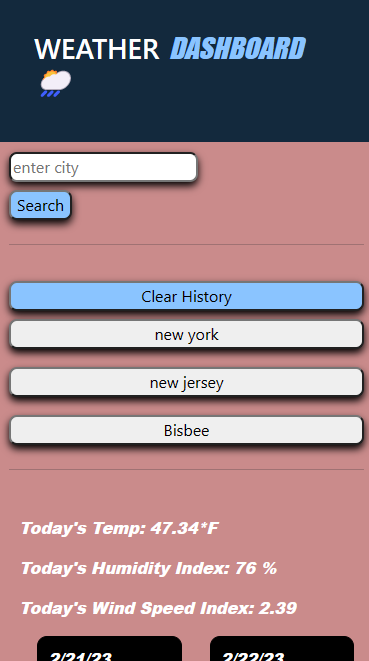 WEATHER DASHBOARD
enter city
Search
Clear History
new york
new jersey
Bisbee
Today's Temp: 47.34*F
Today's Humidity Index: 76 %
Today's Wind Speed Index: 2.39
2/21/23 2/22/23